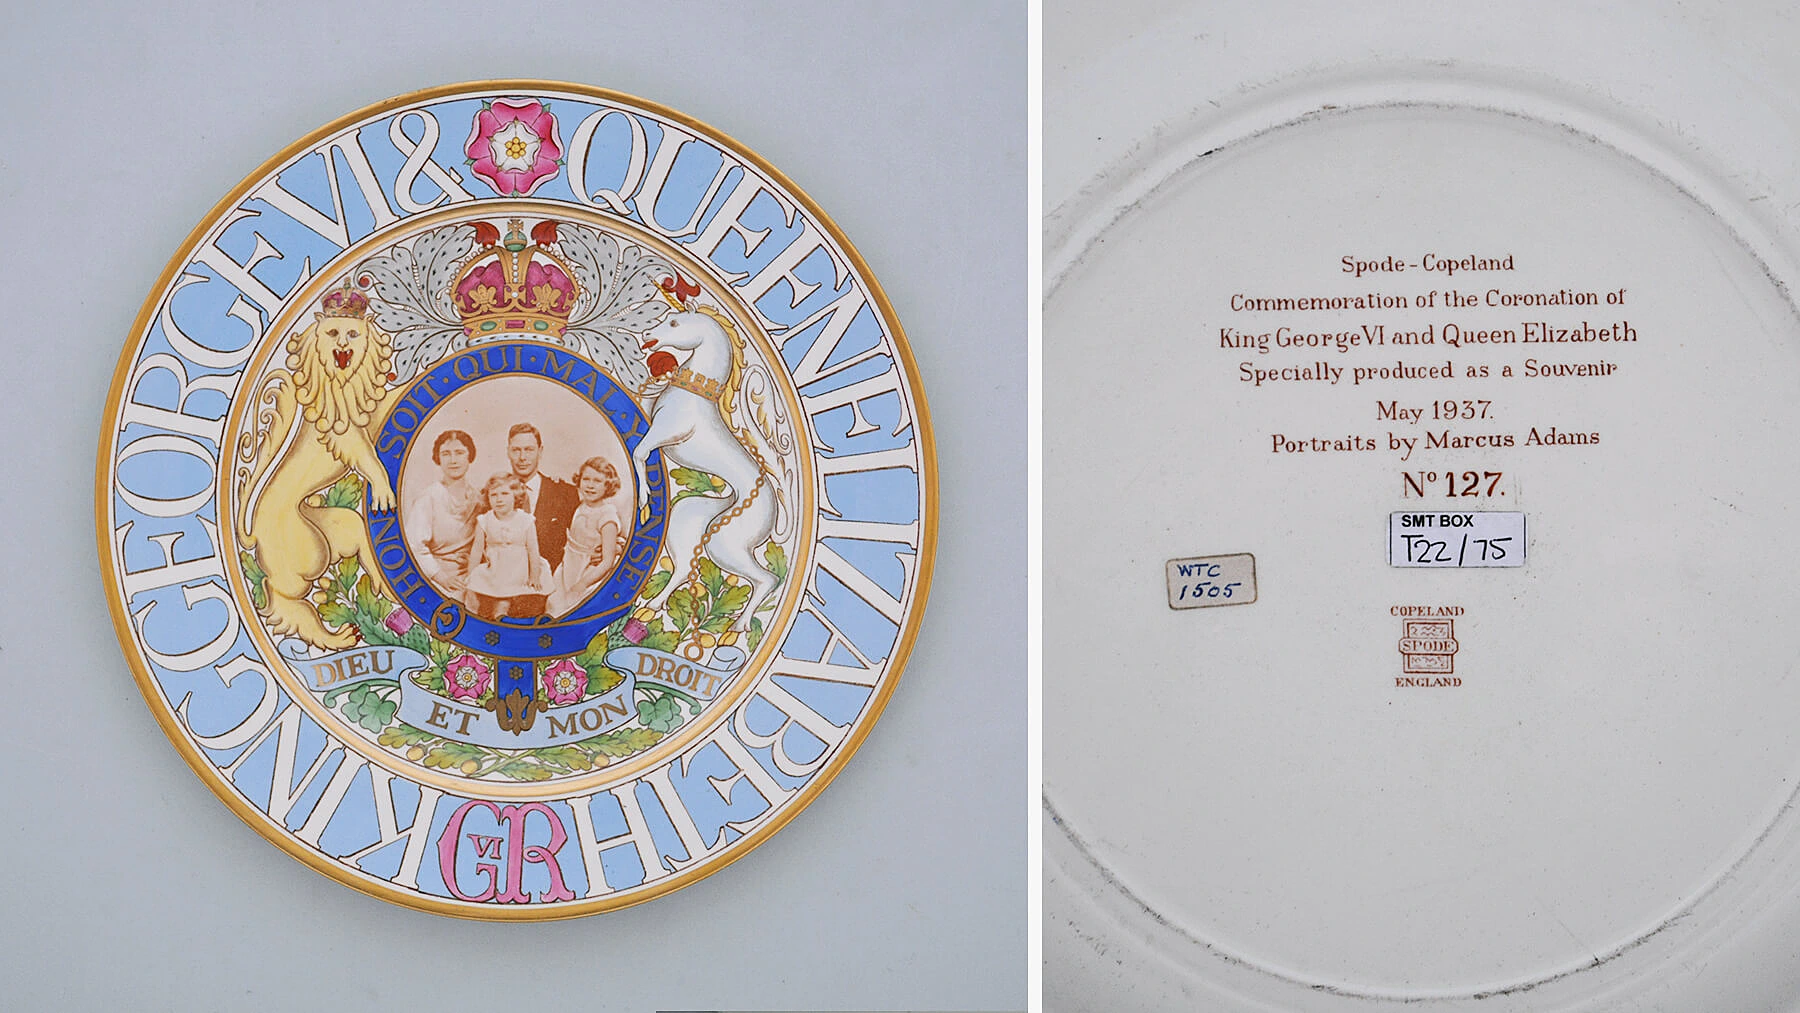 KING GEORGE VI & QUEEN ELIZABETH
GVIR
HONI · SOIT · QUI · MAL · Y · PENSE ·
DIEU ET MON DROIT
Spode-Copeland
Commemoration of the Coronation of
King George VI and Queen Elizabeth
Specially produced as a Souvenir
May 1937.
Portraits by Marcus Adams
Nº 127.
SMT BOX
T22/75
WTC
1505
COPELAND
SPODE
ENGLAND